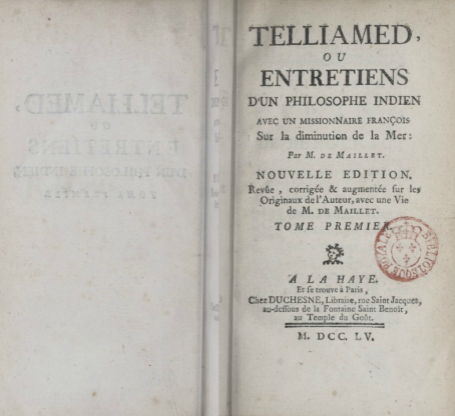 TELLIAMED,
OU
ENTRETIENS
D'UN PHILOSOPHE INDIEN
AVEC UN MISSIONNAIRE FRANÇOIS
Sur la diminution de la Mer:
Par M. DE MAILLET.
NOUVELLE EDITION.
Revûe, corrigée & augmentée sur les
Originaux de l'Auteur, avec une Vie
de M. DE MAILLET.
TOME PREMIER.
BIBLIOTHEQUE ROYALE
A LA HAYE.
Et se trouve à Paris,
Chez DUCHESNE, Libraire, rue Saint Jacques,
au-dessous de la Fontaine Saint Benoît,
au Temple du Goût.
M. DCC. LV.